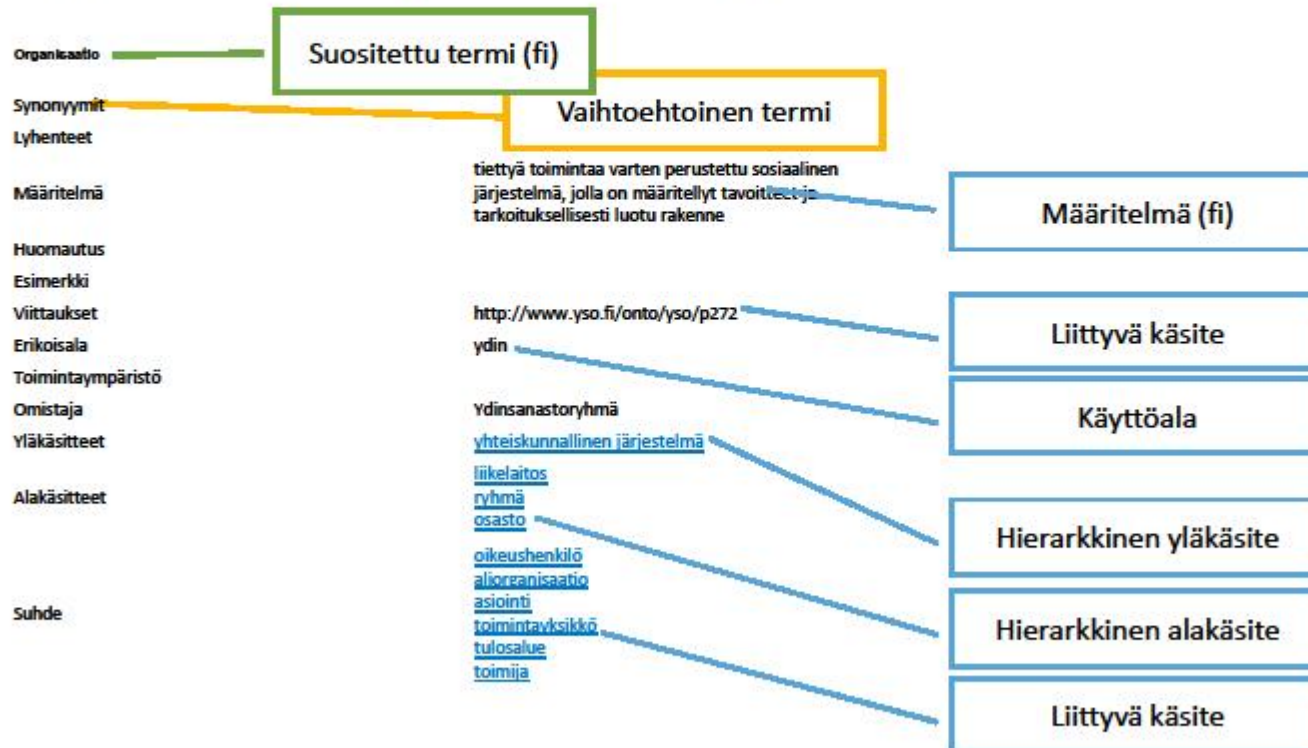 Organisaatio
Suositettu termi (fi)
Synonyymit
Vaihtoehtoinen termi
Lyhenteet
Määritelmä
tiettyä toimintaa varten perustettu sosiaalinen
järjestelmä, jolla on määritellyt tavoitteet ja
tarkoituksellisesti luotu rakenne
Määritelmä (fi)
Huomautus
Esimerkki
Viittaukset
http://www.yso.fi/onto/yso/p272
Liittyvä käsite
Erikoisala
ydin
Toimintaympäristö
Käyttöala
Omistaja
Ydinsanastoryhmä
Yläkäsitteet
yhteiskunnallinen järjestelmä
Hierarkkinen yläkäsite
Alakäsitteet
liikelaitos
ryhmä
osasto
Hierarkkinen alakäsite
Suhde
oikeushenkilö
aliorganisaatio
asiointi
toimintayksikkö
tulosalue
toimija
Liittyvä käsite